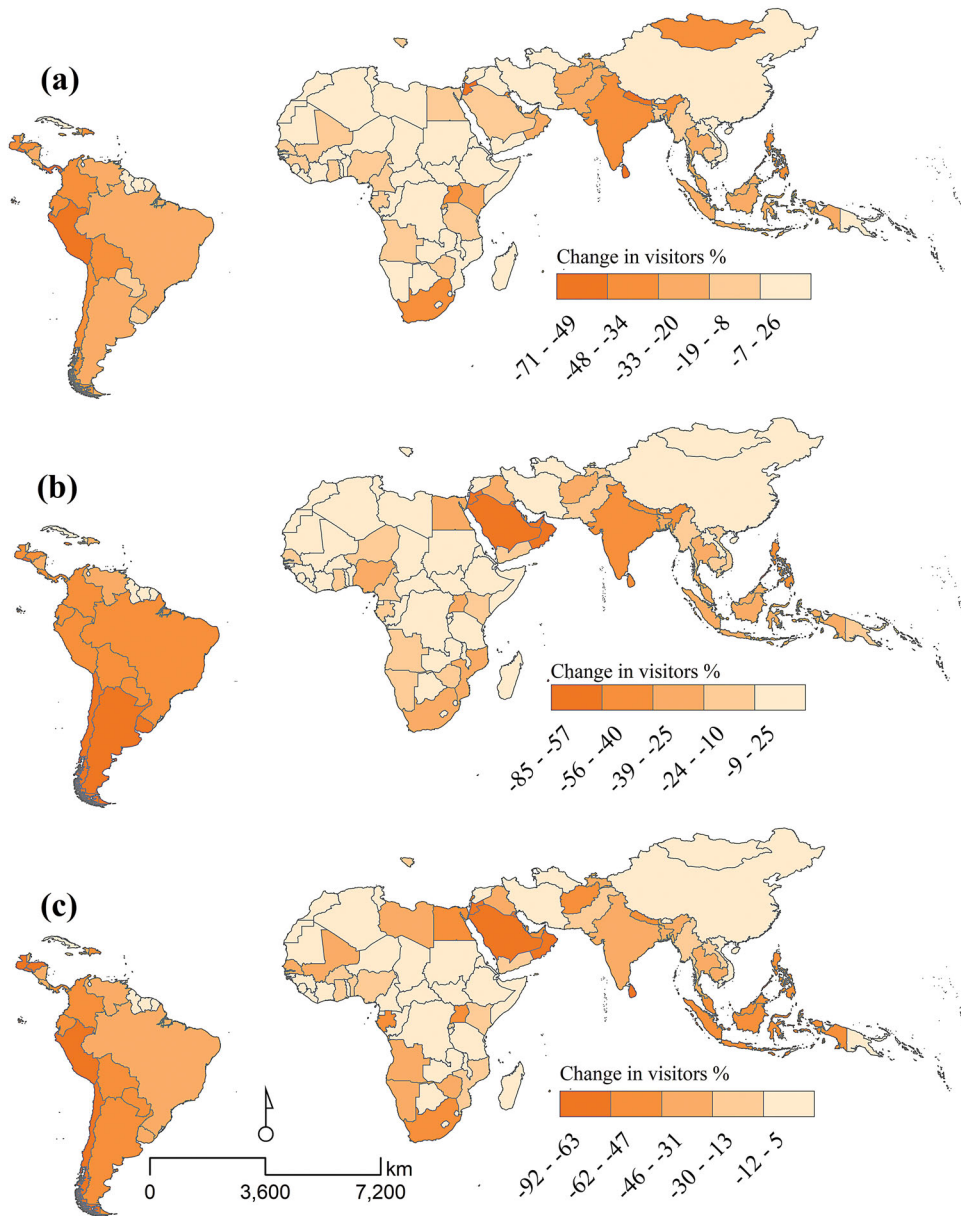 (a)
Change in visitors %
-71 - -49
-48 - -34
-33 - -20
-19 - -8
-7 - 26
(b)
Change in visitors %
-85 - -57
-56 - -40
-39 - -25
-24 - -10
-9 - 25
(c)
Change in visitors %
-92 - -63
-62 - -47
-46 - -31
-30 - -13
-12 - 5
km
0 3,600 7,200